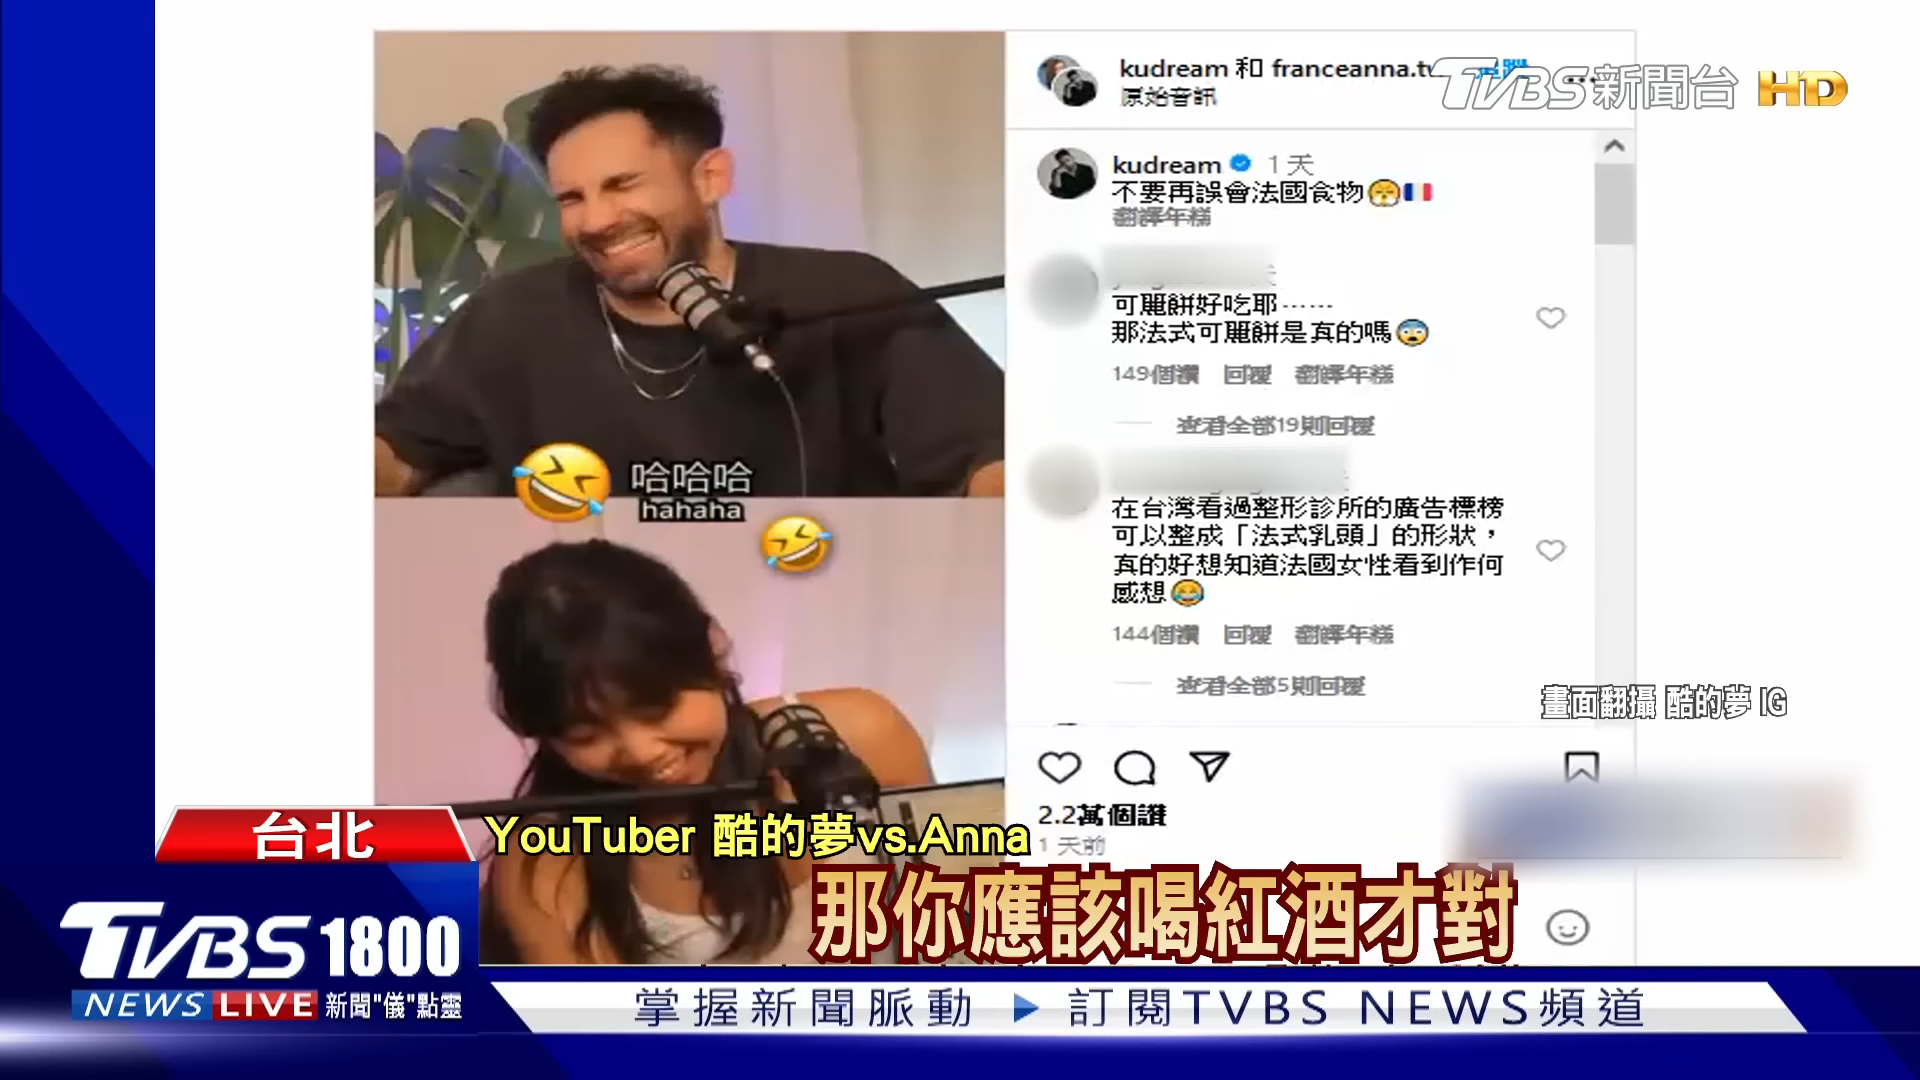 kudream 和 franceanna.tw
原始音訊
TVBS新聞台 HD
kudream 1 天
不要再誤會法國食物
翻譯年糕
可麗餅好吃耶⋯⋯
那法式可麗餅是真的嗎
149個讚 回覆 翻譯年糕
查看全部19則回覆
哈哈哈
hahaha
在台灣看過整形診所的廣告標榜
可以整成「法式乳頭」的形狀，
真的好想知道法國女性看到作何
感想
144個讚 回覆 翻譯年糕
查看全部5則回覆
畫面翻攝 酷的夢 IG
2.2萬個讚
1 天前
台北
YouTuber 酷的夢vs.Anna
那你應該喝紅酒才對
TVBS 1800
NEWS LIVE 新聞"儀"點靈
掌握新聞脈動 ▶ 訂閱TVBS NEWS頻道